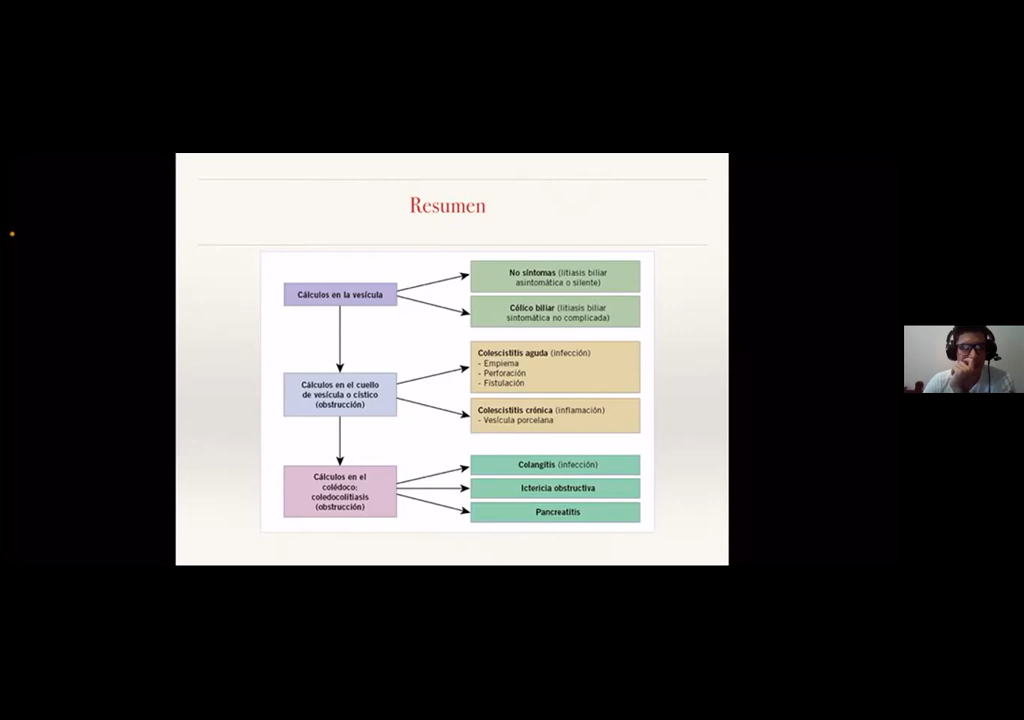 Resumen
Cálculos en la vesícula
No síntomas (litiasis biliar
asintomática o silente)
Cólico biliar (litiasis biliar
sintomática no complicada)
Cálculos en el cuello
de vesícula o cístico
(obstrucción)
Colescistitis aguda (infección)
- Empiema
- Perforación
- Fistulación
Colescistitis crónica (inflamación)
- Vesícula porcelana
Cálculos en el
colédoco:
coledocolitiasis
(obstrucción)
Colangitis (infección)
Ictericia obstructiva
Pancreatitis